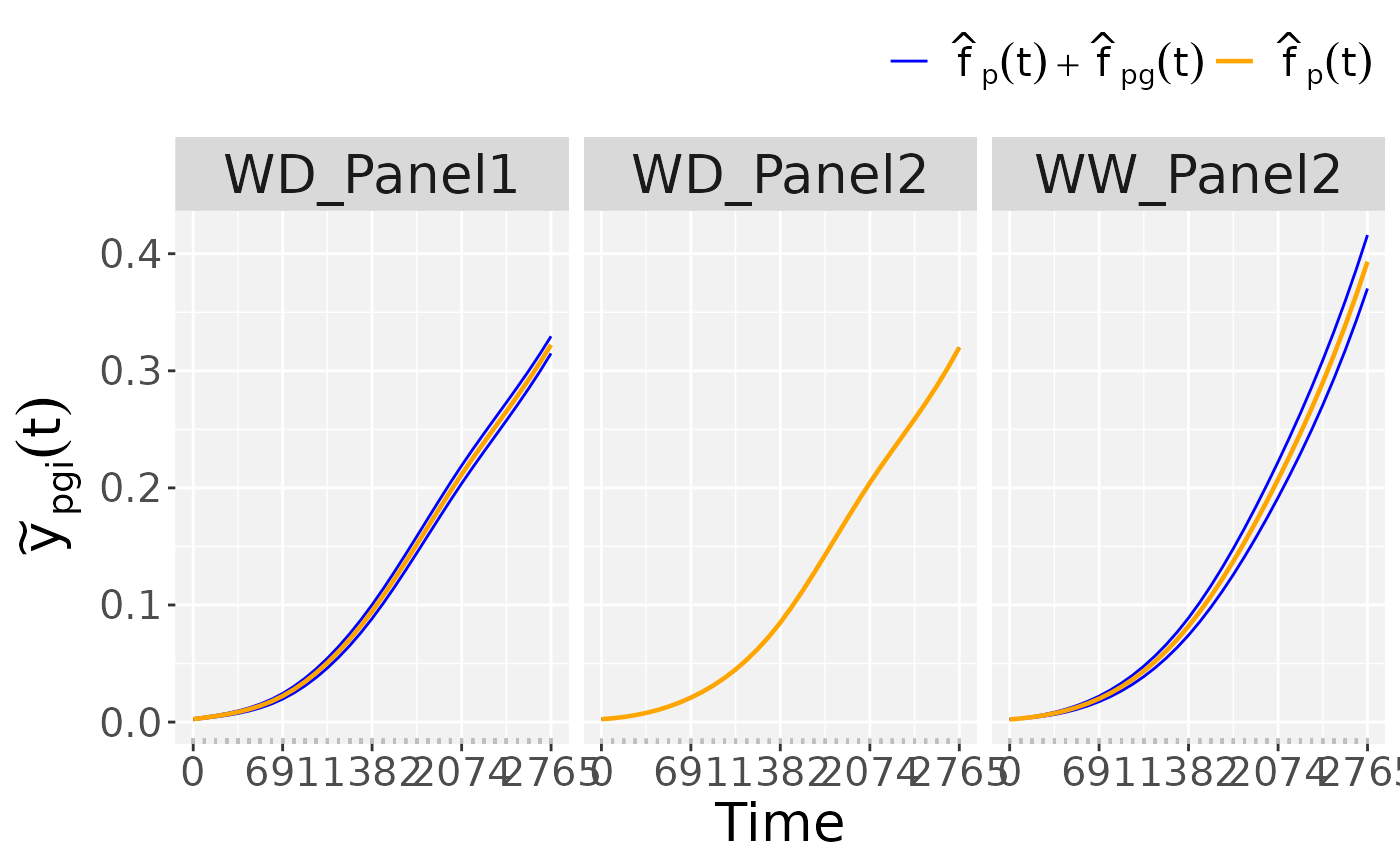 f̂ p(t) + f̂ pg(t) f̂ p(t)
WD_Panel1 WD_Panel2 WW_Panel2
0.4
0.3
0.2
0.1
0.0
ỹ pgi(t)
0 691 1382 2074 2765 0 691 1382 2074 2765 0 691 1382 2074 2765
Time